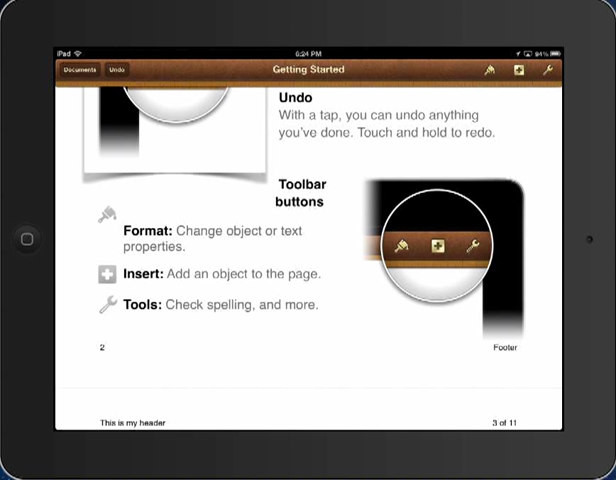 iPad
6:24 PM
94%
Documents
Undo
Getting Started
Undo
With a tap, you can undo anything
you've done. Touch and hold to redo.
Toolbar
buttons
Format: Change object or text
properties.
Insert: Add an object to the page.
Tools: Check spelling, and more.
2
Footer
This is my header
3 of 11